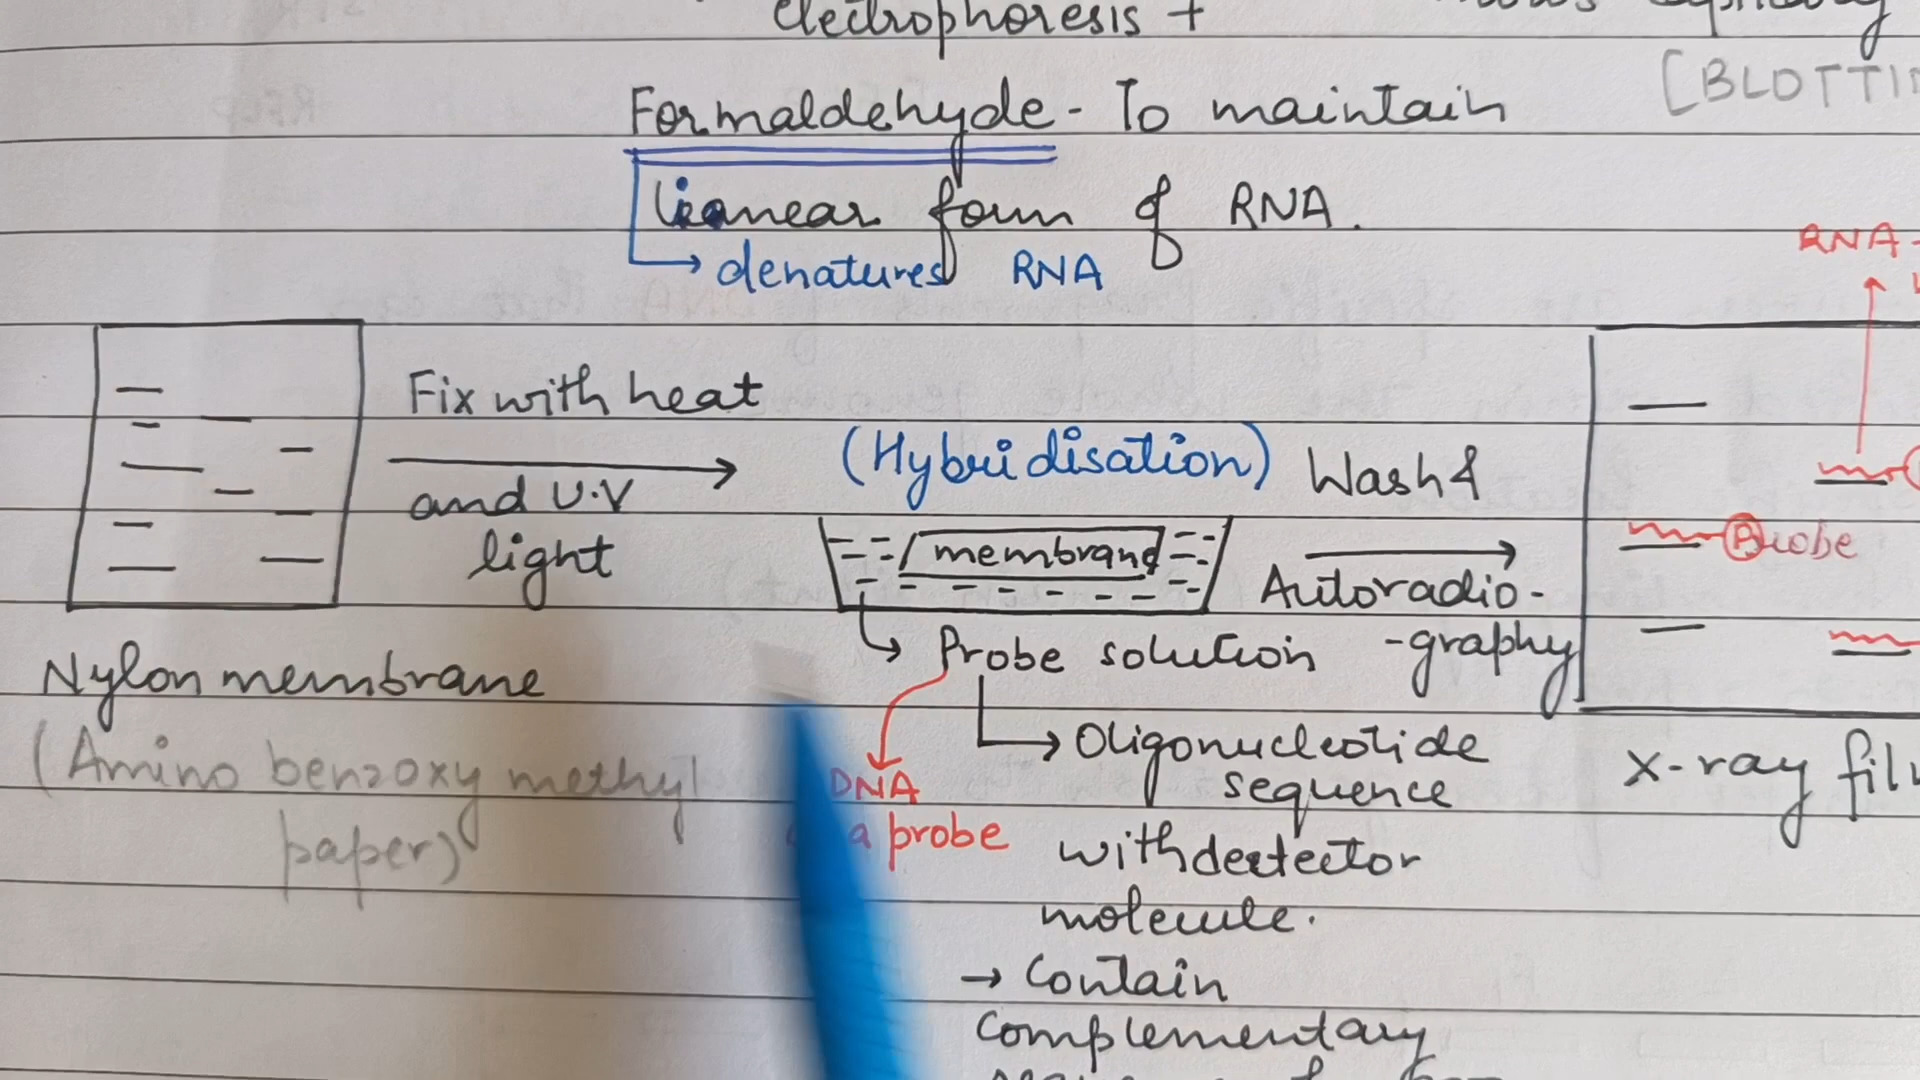 Electrophoresis +
[BLOTTI
Formaldehyde - To maintain
linear form of RNA.
→ denatures RNA
RNA -
Fix with heat
and U.V
light
(Hybridisation)
membrane
Wash &
Autoradio-
-graphy
Probe
Probe solution
Nylon membrane
(Amino benzoxy methyl
paper)
DNA
a probe
→ Oligonucleotide
sequence
with detector
molecule.
→ Contain
Complementary
X-ray fil